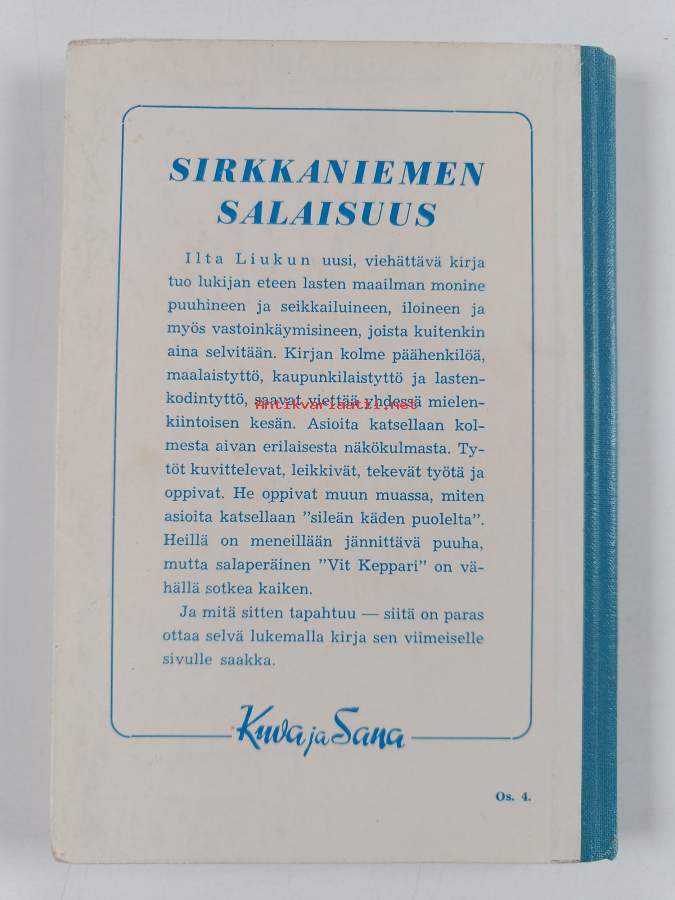 SIRKKANIEMEN
SALAISUUS
Ilta Liukun uusi, viehättävä kirja
tuo lukijan eteen lasten maailman monine
puuhineen ja seikkailuineen, iloineen ja
myös vastoinkäymisineen, joista kuitenkin
aina selvitään. Kirjan kolme päähenkilöä,
maalaistyttö, kaupunkilaistyttö ja lasten-
kodintyttö, saavat viettää yhdessä mielen-
antikvariaatti.net
kiintoisen kesän. Asioita katsellaan kol-
mesta aivan erilaisesta näkökulmasta. Ty-
töt kuvittelevat, leikkivät, tekevät työtä ja
oppivat. He oppivat muun muassa, miten
asioita katsellaan ”sileän käden puolelta”.
Heillä on meneillään jännittävä puuha,
mutta salaperäinen ”Vit Keppari” on vä-
hällä sotkea kaiken.
Ja mitä sitten tapahtuu — siitä on paras
ottaa selvä lukemalla kirja sen viimeiselle
sivulle saakka.
Kuva ja Sana
Os. 4.